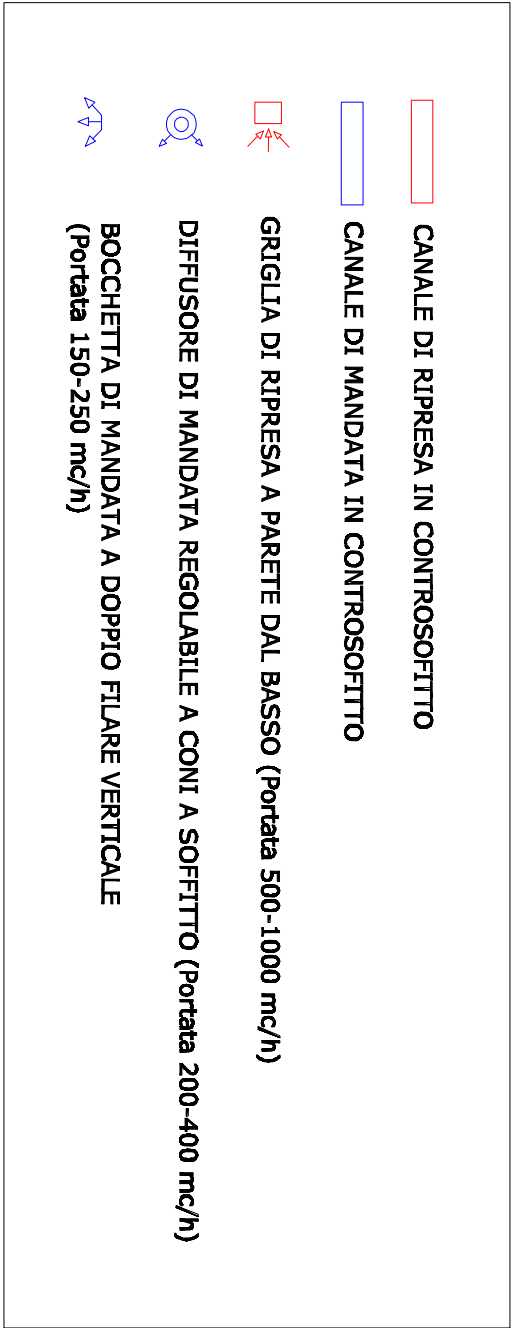 CANALE DI RIPRESA IN CONTROSOFITTO
CANALE DI MANDATA IN CONTROSOFITTO
GRIGLIA DI RIPRESA A PARETE DAL BASSO (Portata 500-1000 mc/h)
DIFFUSORE DI MANDATA REGOLABILE A CONI A SOFFITTO (Portata 200-400 mc/h)
BOCCHETTA DI MANDATA A DOPPIO FILARE VERTICALE
(Portata 150-250 mc/h)